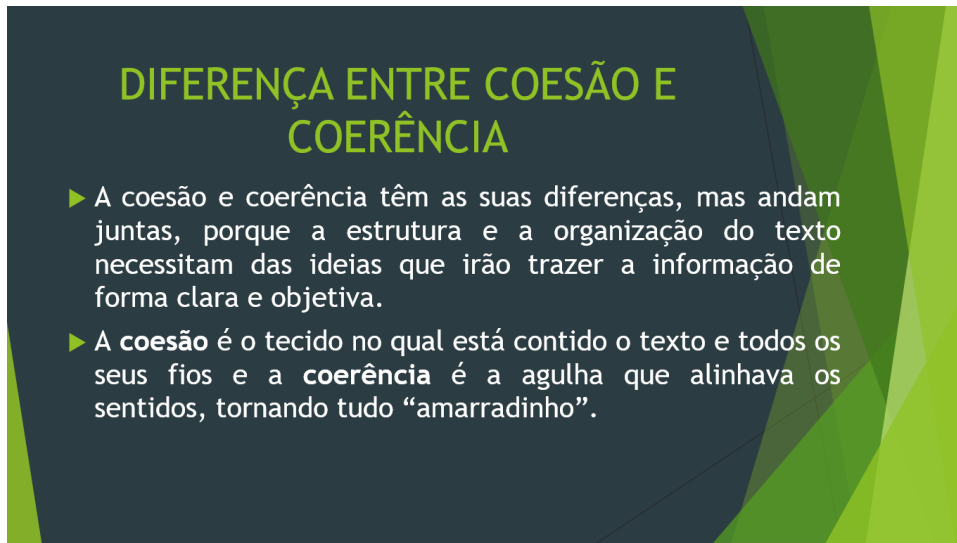 DIFERENÇA ENTRE COESÃO E
COERÊNCIA
A coesão e coerência têm as suas diferenças, mas andam
juntas, porque a estrutura e a organização do texto
necessitam das ideias que irão trazer a informação de
forma clara e objetiva.
A coesão é o tecido no qual está contido o texto e todos os
seus fios e a coerência é a agulha que alinhava os
sentidos, tornando tudo “amarradinho”.